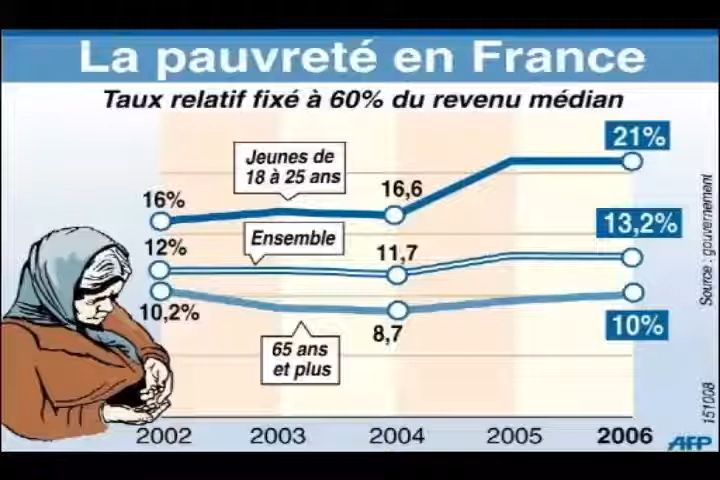 La pauvreté en France
Taux relatif fixé à 60% du revenu médian
21%
Jeunes de
18 à 25 ans
16%
16,6
13,2%
Ensemble
12%
11,7
10,2%
8,7
10%
65 ans
et plus
2002 2003 2004 2005 2006
Source : gouvernement
151008
AFP